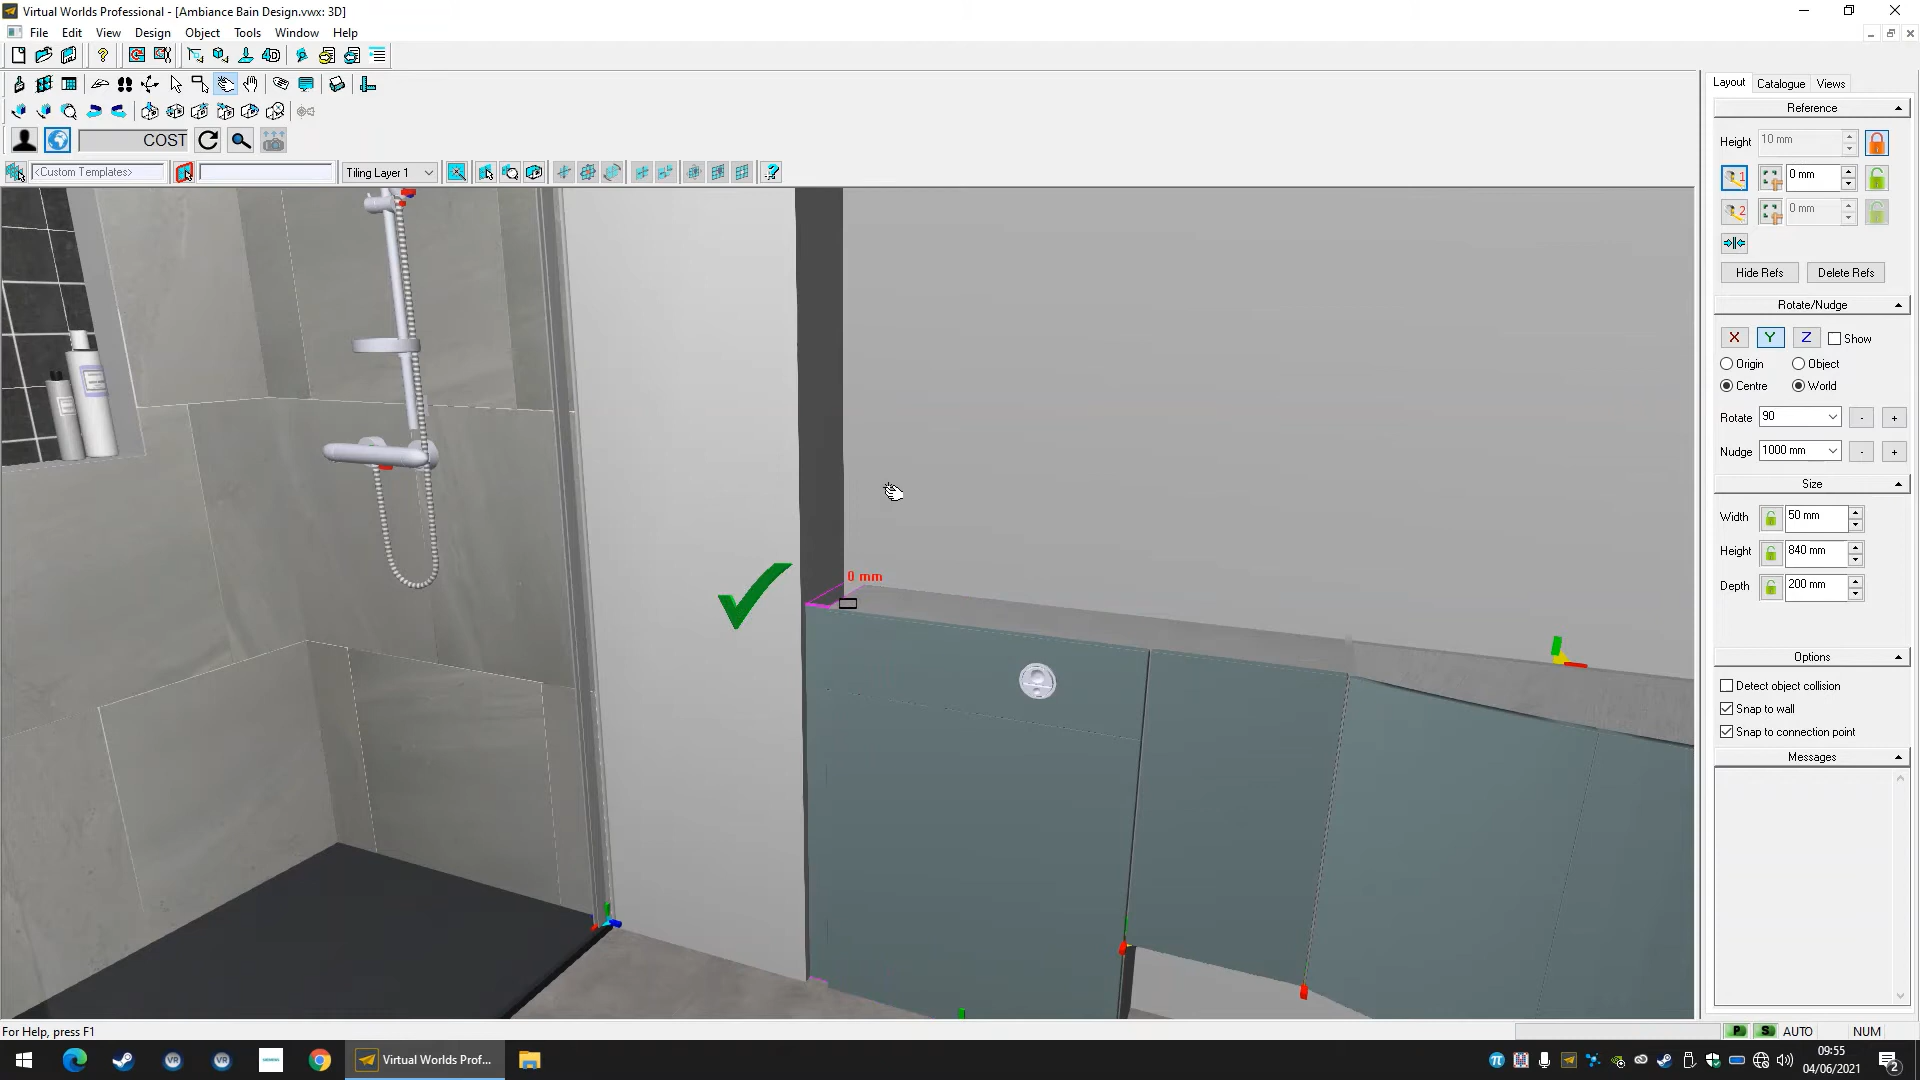 Virtual Worlds Professional - [Ambiance Bain Design.vwx: 3D]
File Edit View Design Object Tools Window Help
COST
<Custom Templates>
Tiling Layer 1
0 mm
Layout Catalogue Views
Reference
Height 10 mm
1 0 mm
2 0 mm
Hide Refs Delete Refs
Rotate/Nudge
X Y Z Show
Origin Object
Centre World
Rotate 90 - +
Nudge 1000 mm - +
Size
Width 50 mm
Height 840 mm
Depth 200 mm
Options
Detect object collision
Snap to wall
Snap to connection point
Messages
For Help, press F1
P S AUTO NUM
Virtual Worlds Prof...
09:55
04/06/2021
2